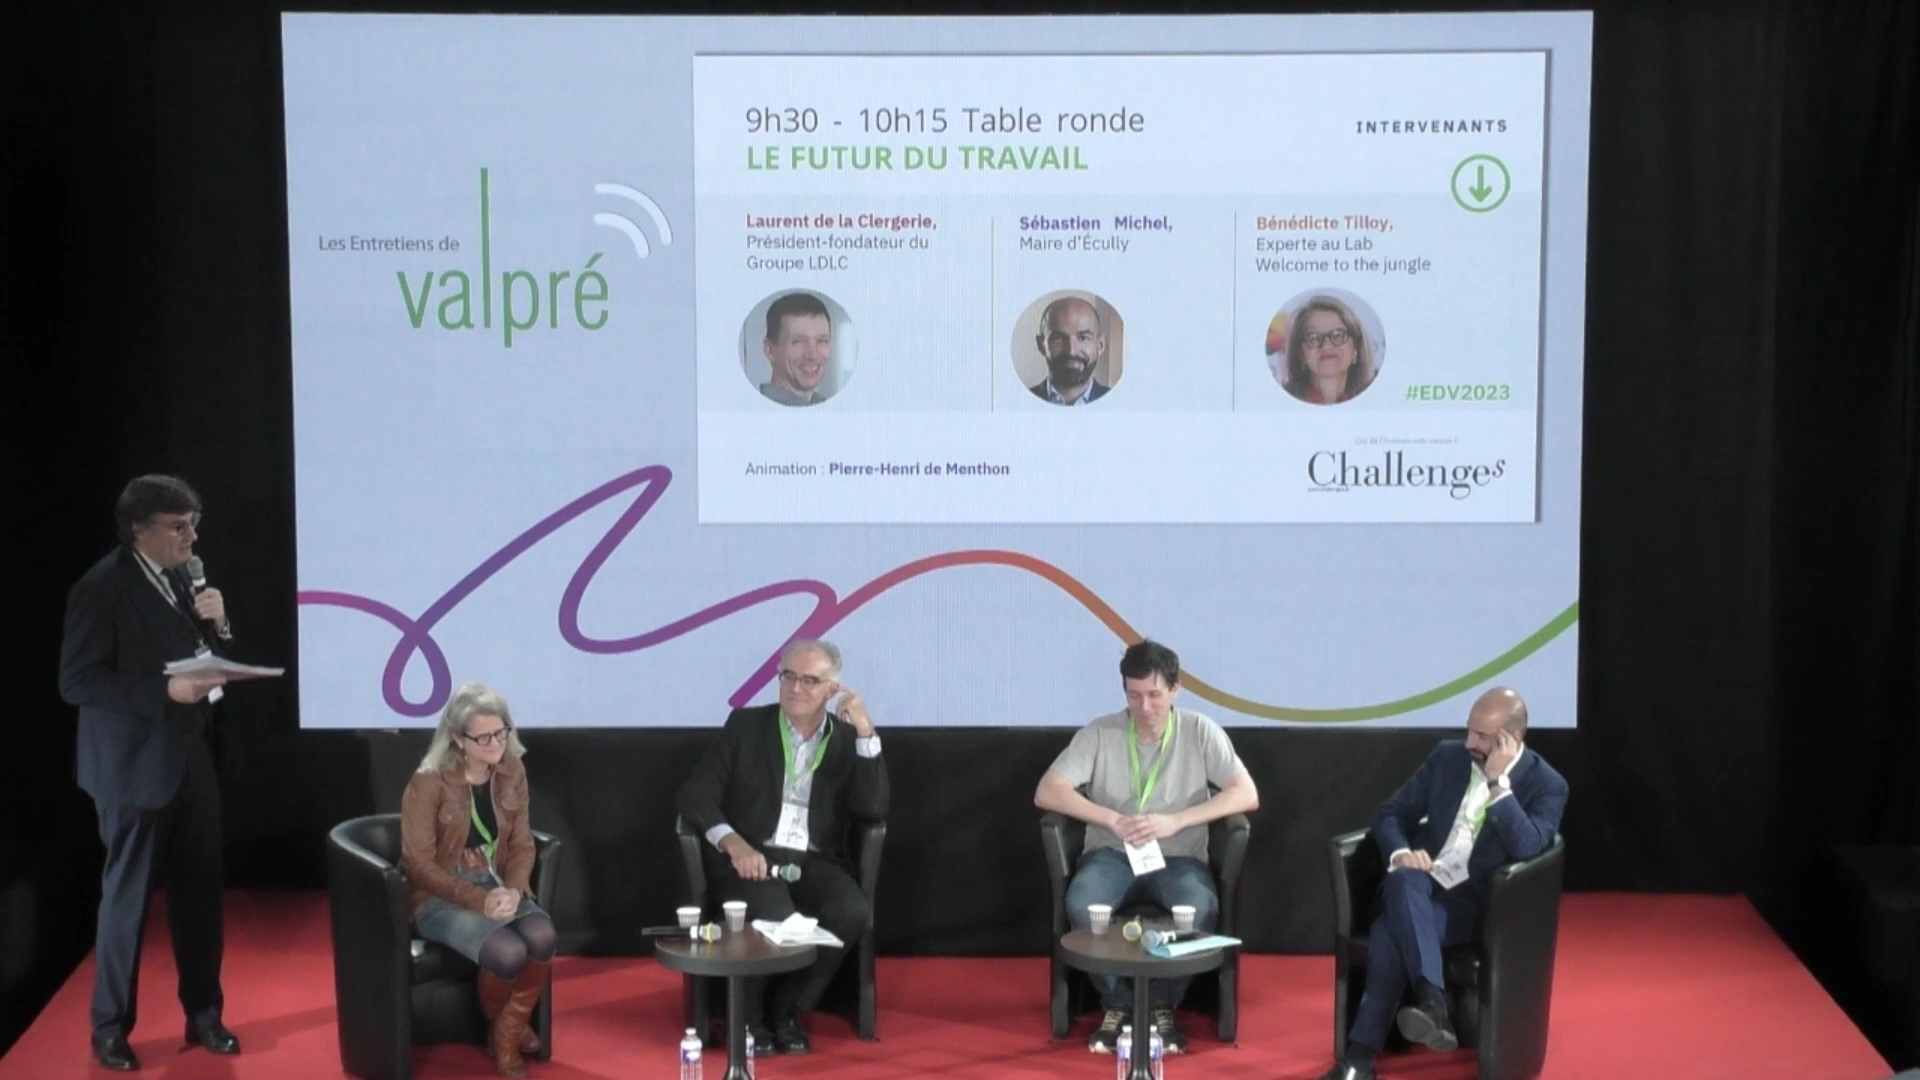 Les Entretiens de
valpré
9h30 - 10h15 Table ronde
LE FUTUR DU TRAVAIL
INTERVENANTS
Laurent de la Clergerie,
Président-fondateur du
Groupe LDLC
Sébastien Michel,
Maire d'Écully
Bénédicte Tilloy,
Experte au Lab
Welcome to the jungle
#EDV2023
Animation : Pierre-Henri de Menthon
Challenges